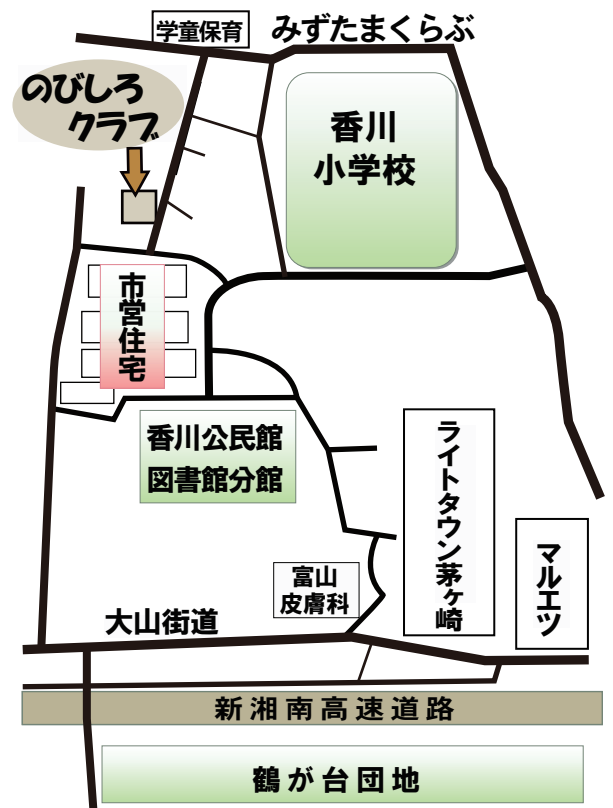 学童保育
みずたまくらぶ
のびしろ
クラブ
香川
小学校
市営住宅
香川公民館
図書館分館
ライトタウン茅ヶ崎
マルエツ
富山
皮膚科
大山街道
新湘南高速道路
鶴が台団地